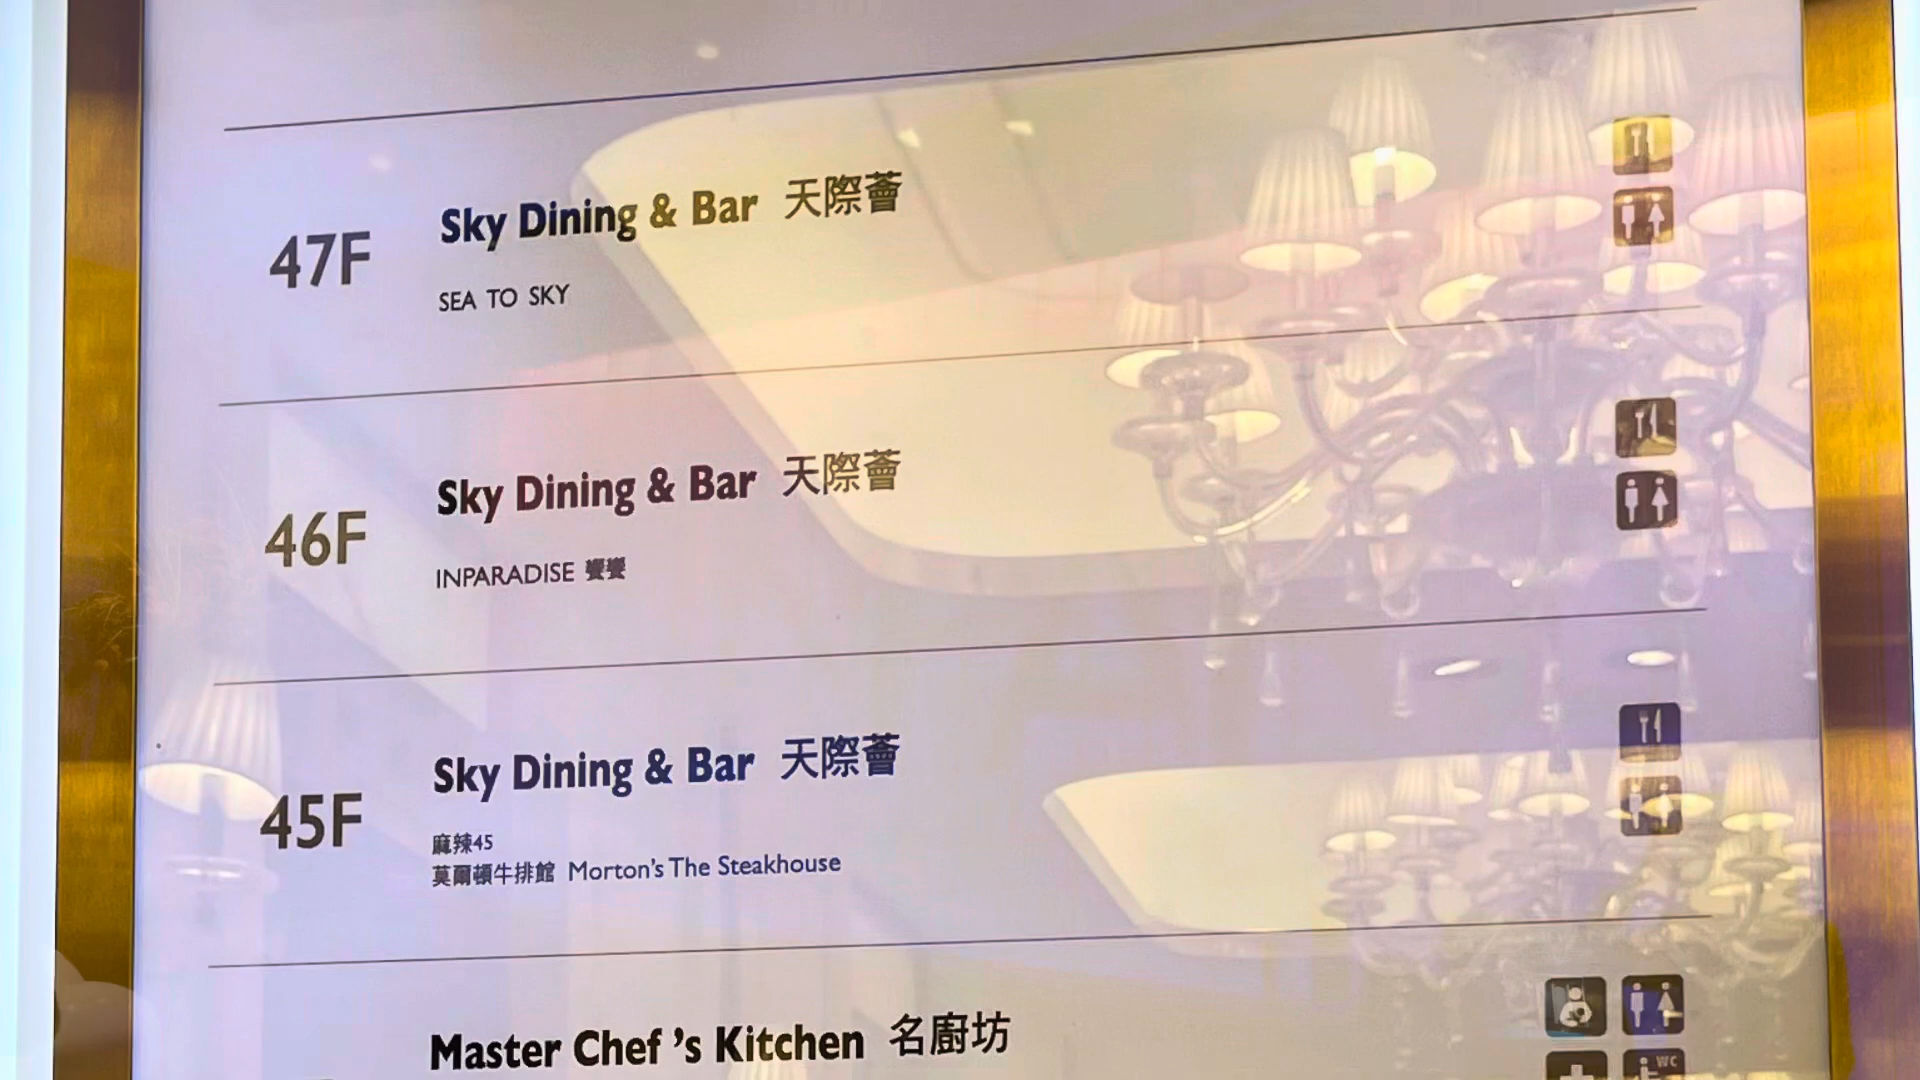 47F
Sky Dining & Bar 天際薈
SEA TO SKY
46F
Sky Dining & Bar 天際薈
INPARADISE 饗饗
45F
Sky Dining & Bar 天際薈
麻辣45
莫爾頓牛排館 Morton's The Steakhouse
Master Chef 's Kitchen 名廚坊
WC